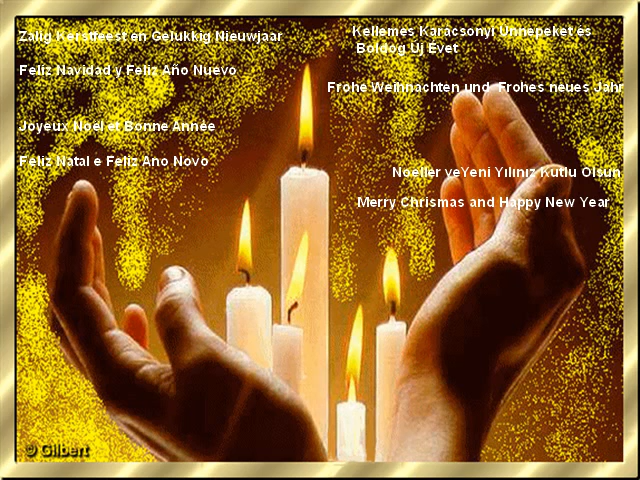 Zalig Kerstfeest en Gelukkig Nieuwjaar
Feliz Navidad y Feliz Año Nuevo
Joyeux Noël et Bonne Année
Feliz Natal e Feliz Ano Novo
Kellemes Karácsonyi Ünnepeket és
Boldog Új Évet
Frohe Weihnachten und Frohes neues Jahr
Noeller veYeni Yılınız Kutlu Olsun
Merry Chrismas and Happy New Year
© Gilbert